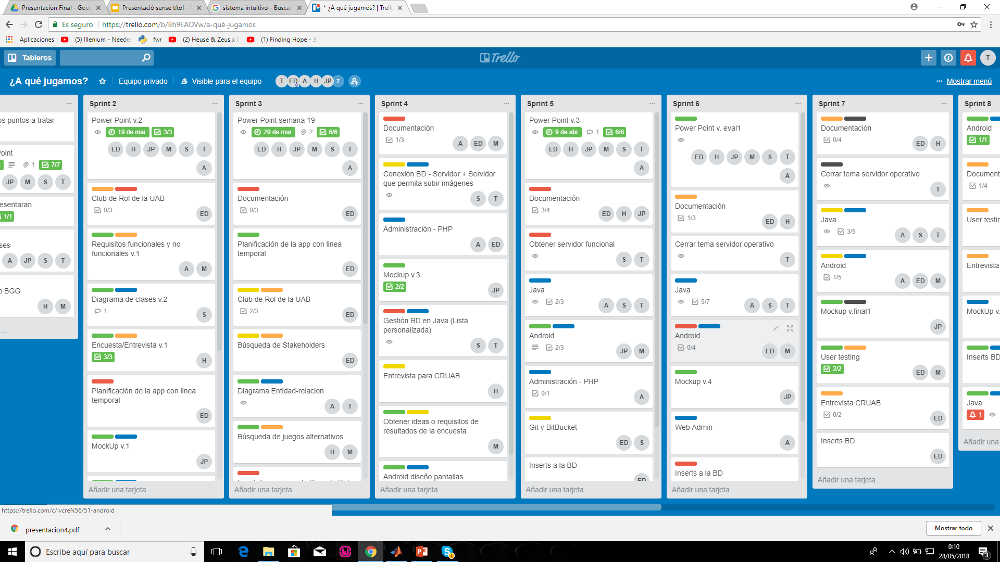 Presentacion Final - Goog
Presentació sense títol - P
sistema intuitivo - Buscar
* ¿A qué jugamos? | Trello
Es seguro
https://trello.com/b/Bh9EAOVw/a-qué-jugamos
Aplicaciones
(5) Illenium - Neede
fwr
(2) Heuse & Zeus x C
(1) Finding Hope - 3
Tableros
Trello
T
¿A qué jugamos?
Equipo privado
Visible para el equipo
T ED A H JP 7
... Mostrar menú
os puntos a tratar
Point
1 7/7
JP M S T
esentaran
1/1
ses
A JP S T
o BGG
H M
...
Sprint 2
Power Point v.2
19 de mar. 3/3
ED H JP M S T
A
Club de Rol de la UAB
0/3
ED
Requisitos funcionales y no
funcionales v.1
A M
Diagrama de clases v.2
1
S
Encuesta/Entrevista v.1
3/3
H
Planificación de la app con linea
temporal
ED
MockUp v.1
JP
Añadir una tarjeta...
Sprint 3
Power Point semana 19
20 de mar. 2 6/6
ED H JP M S T
A
Documentación
0/3
ED
Planificación de la app con linea
temporal
ED
Club de Rol de la UAB
2/3
ED
Búsqueda de Stakeholders
ED
Diagrama Entidad-relacion
A T
Búsqueda de juegos alternativos
H M
Añadir una tarjeta...
Sprint 4
Documentación
1/3
A ED M
Conexión BD - Servidor + Servidor
que permita subir imágenes
S T
Administración - PHP
A ED
Mockup v.3
2/2
JP
Gestión BD en Java (Lista
personalizada)
S T
Entrevista para CRUAB
H
Obtener ideas o requisitos de
resultados de la encuesta
M
Android diseño pantallas
Añadir una tarjeta...
Sprint 5
Power Point v.3
9 de abr. 1 6/6
ED H JP M S T
A
Documentación
3/4
ED H JP
Obtener servidor funcional
S T
Java
2/3
A S T
Android
2/3
JP M
Administración - PHP
0/1
A
Git y BitBucket
ED S
Inserts a la BD
ED
Añadir una tarjeta...
Sprint 6
Power Point v. eval1
ED H JP M S T
A
Documentación
1/3
ED H
Cerrar tema servidor operativo
T
Java
5/7
A S T
Android
0/4
ED M
Mockup v.4
JP
Web Admin
A
Inserts a la BD
Añadir una tarjeta...
Sprint 7
Documentación
0/4
ED H
Cerrar tema servidor operativo
T
Java
3/5
A S T
Android
1/5
A ED M
Mockup v.final1
JP
User testing
2/2
ED M
Entrevista CRUAB
0/2
ED
Inserts BD
ED
Añadir una tarjeta...
Sprint 8
Android
1/1
Document
1/4
User testin
Entrevista
MockUp v.
Inserts BD
Java
1
Añadir una
https://trello.com/c/ivcreN56/51-android
presentacion4.pdf
Mostrar todo
Escribe aquí para buscar
1
0:10
28/05/2018
3